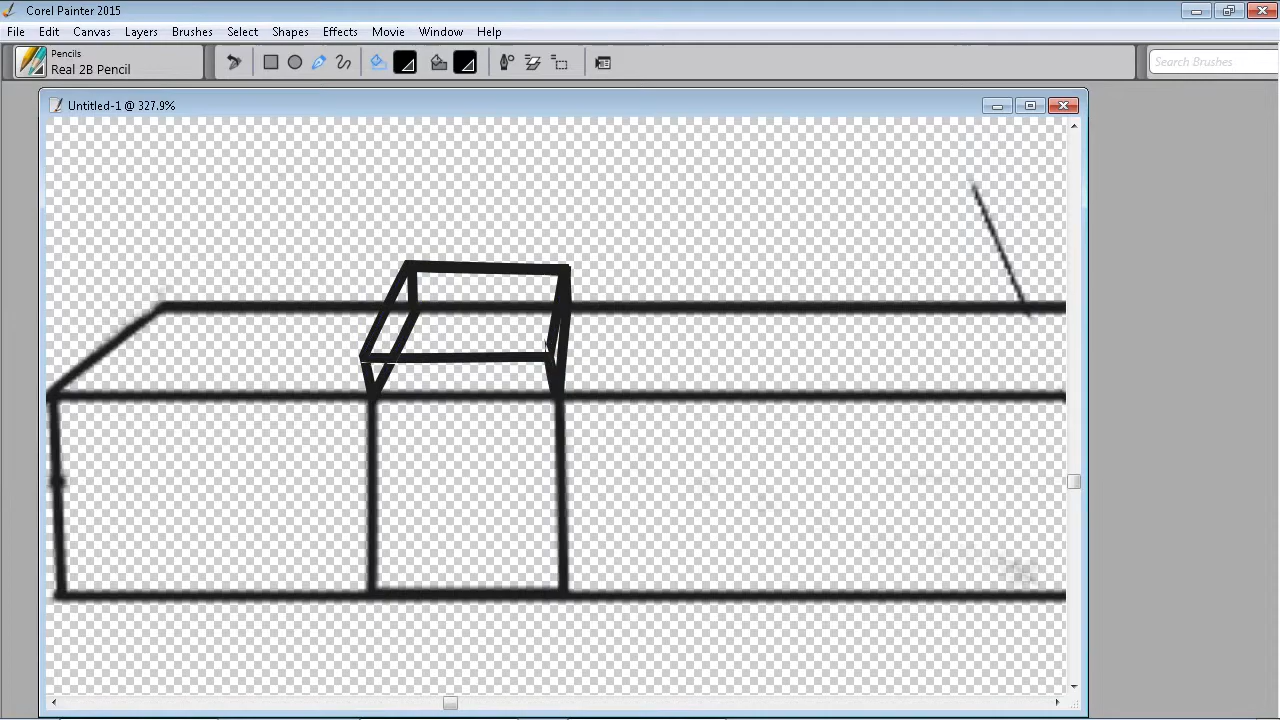 Corel Painter 2015
File Edit Canvas Layers Brushes Select Shapes Effects Movie Window Help
Pencils
Real 2B Pencil
Search Brushes
Untitled-1 @ 327.9%